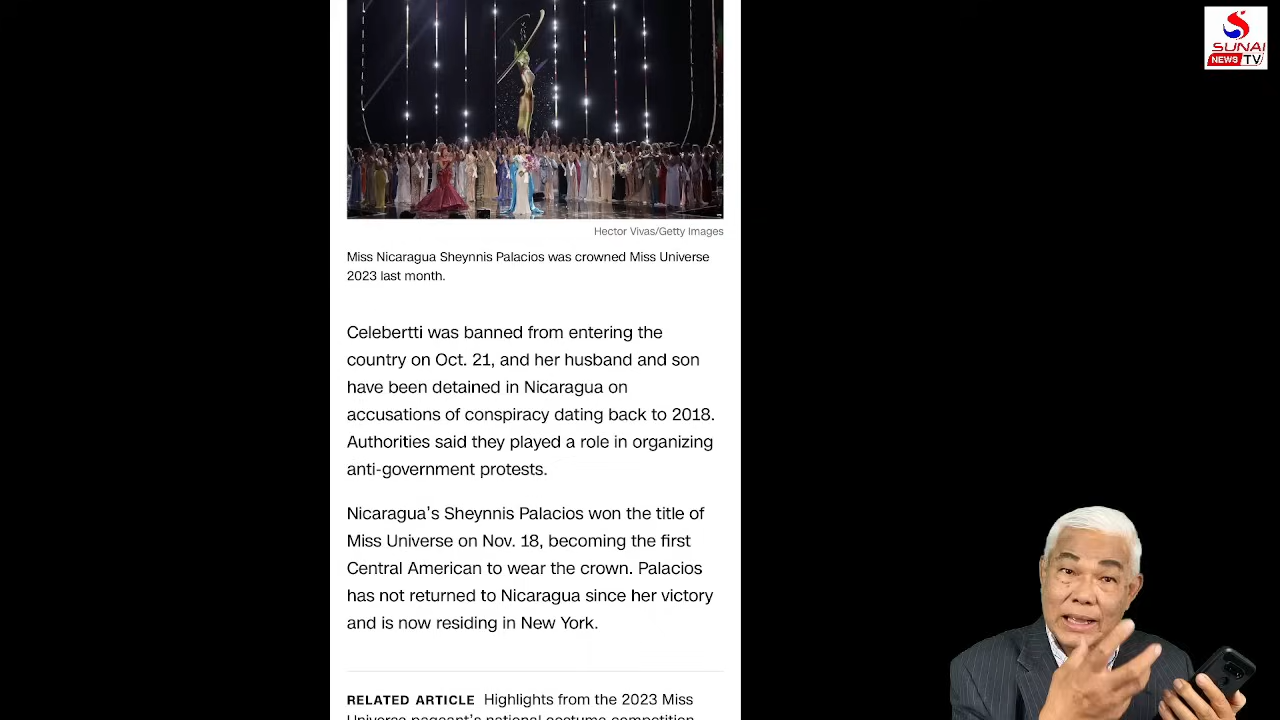 SUNAI
NEWS TV
Hector Vivas/Getty Images
Miss Nicaragua Sheynnis Palacios was crowned Miss Universe
2023 last month.
Celebertti was banned from entering the
country on Oct. 21, and her husband and son
have been detained in Nicaragua on
accusations of conspiracy dating back to 2018.
Authorities said they played a role in organizing
anti-government protests.
Nicaragua’s Sheynnis Palacios won the title of
Miss Universe on Nov. 18, becoming the first
Central American to wear the crown. Palacios
has not returned to Nicaragua since her victory
and is now residing in New York.
RELATED ARTICLE Highlights from the 2023 Miss
Universe pageant’s national costume competition